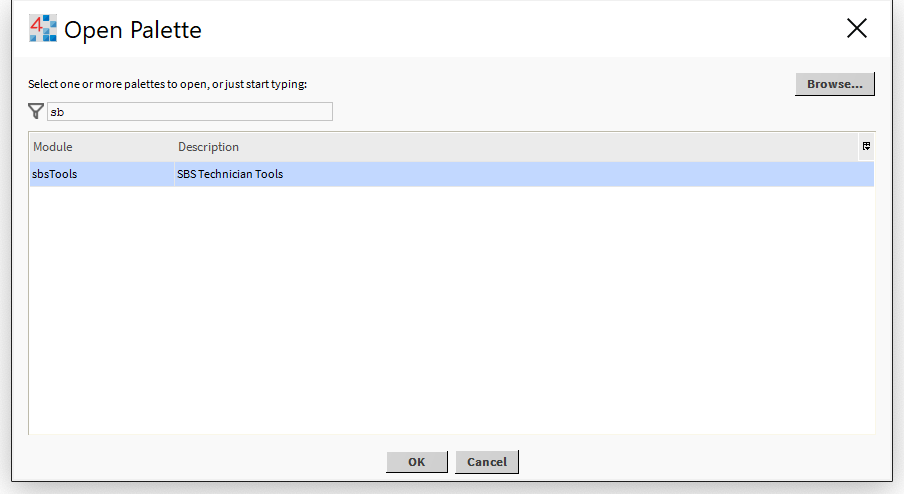 4
Open Palette
Select one or more palettes to open, or just start typing:
Browse...
sb
Module Description
sbsTools SBS Technician Tools
OK Cancel